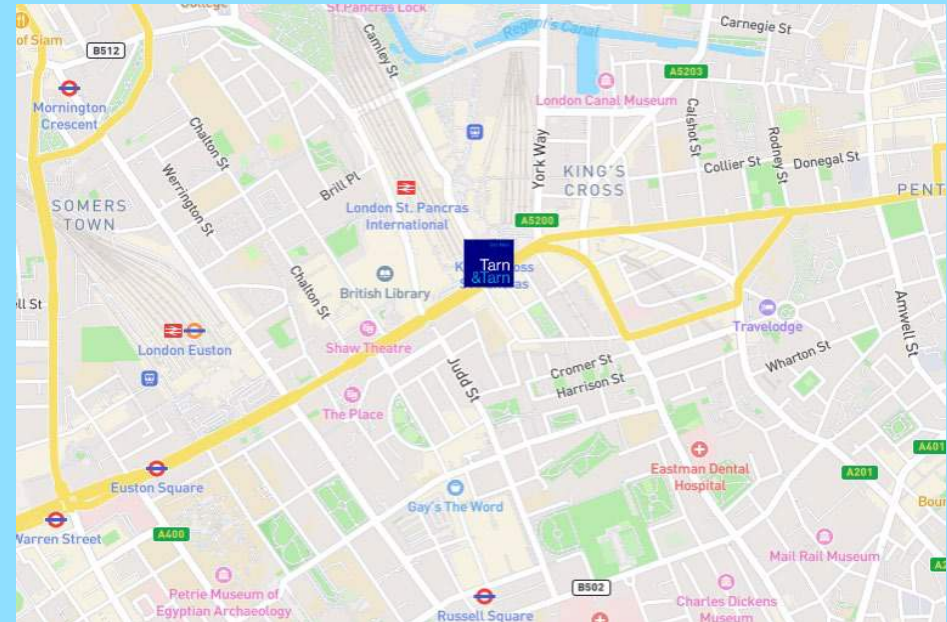 College
St.Pancras Lock
Regent's Canal
Carnegie St
of Siam
B512
Camley St
A5203
Mornington
Crescent
London Canal Museum
Chalton St
Calshot St
Rodney St
York Way
Collier St
Donegal St
Werrington St
Brill Pl
KING'S
CROSS
PENT
SOMERS
TOWN
London St. Pancras
International
A5200
Tarn
&Tarn
British Library
Chalton St
ll St
Amwell St
London Euston
Shaw Theatre
Travelodge
Judd St
Cromer St
Wharton St
Harrison St
The Place
Eastman Dental
Hospital
A401
A201
Euston Square
Gay's The Word
Bour
Warren Street
A400
Mail Rail Museum
Petrie Museum of
Egyptian Archaeology
B502
Charles Dickens
Museum
Russell Square